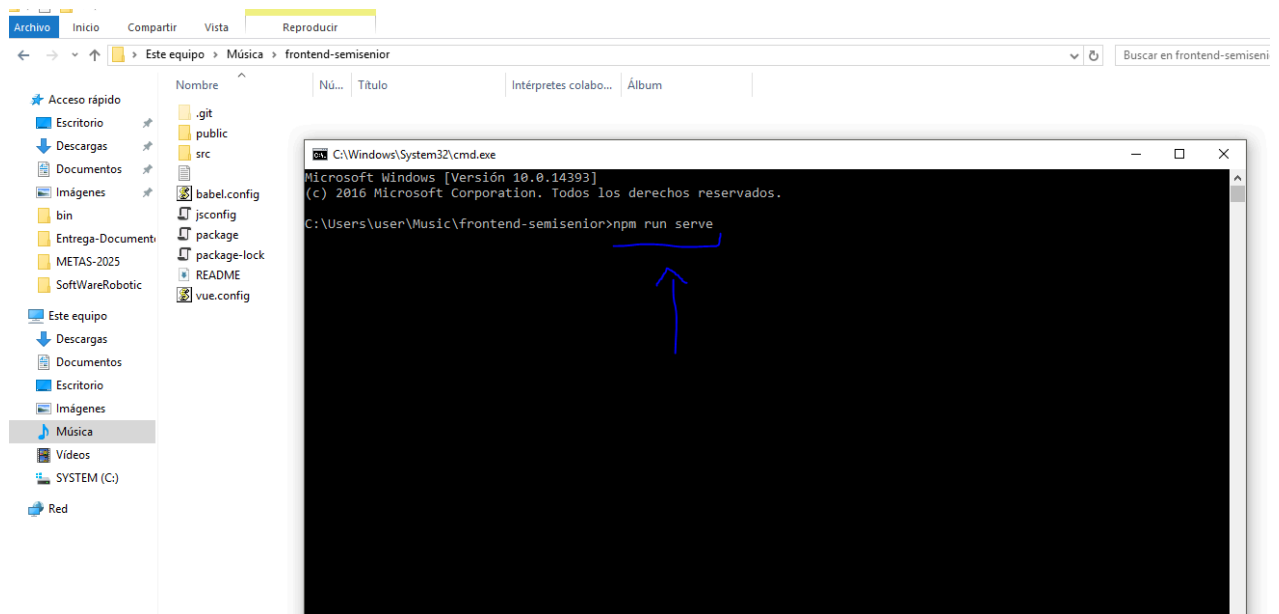 Archivo Inicio Compartir Vista Reproducir
Este equipo > Música > frontend-semisenior
Buscar en frontend-semiseni
Nombre Nú... Título Intérpretes colabo... Álbum
Acceso rápido
Escritorio
Descargas
Documentos
Imágenes
bin
Entrega-Documento
METAS-2025
SoftWareRobotic
Este equipo
Descargas
Documentos
Escritorio
Imágenes
Música
Vídeos
SYSTEM (C:)
Red
.git
public
src
babel.config
jsconfig
package
package-lock
README
vue.config
C:\Windows\System32\cmd.exe
Microsoft Windows [Versión 10.0.14393]
(c) 2016 Microsoft Corporation. Todos los derechos reservados.
C:\Users\user\Music\frontend-semisenior>npm run serve